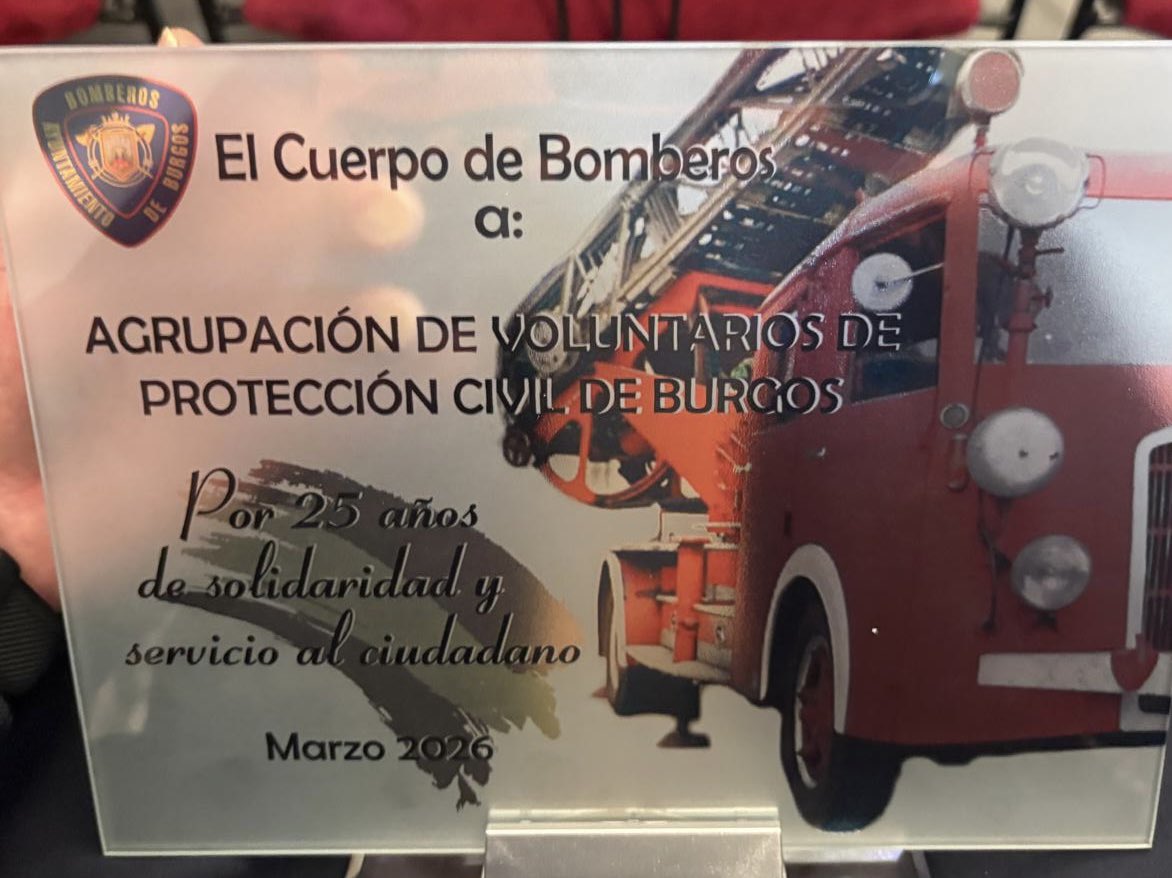 BOMBEROS
AYUNTAMIENTO
DE BURGOS
El Cuerpo de Bomberos
a:
AGRUPACIÓN DE VOLUNTARIOS DE
PROTECCIÓN CIVIL DE BURGOS
Por 25 años
de solidaridad y
servicio al ciudadano
Marzo 2026